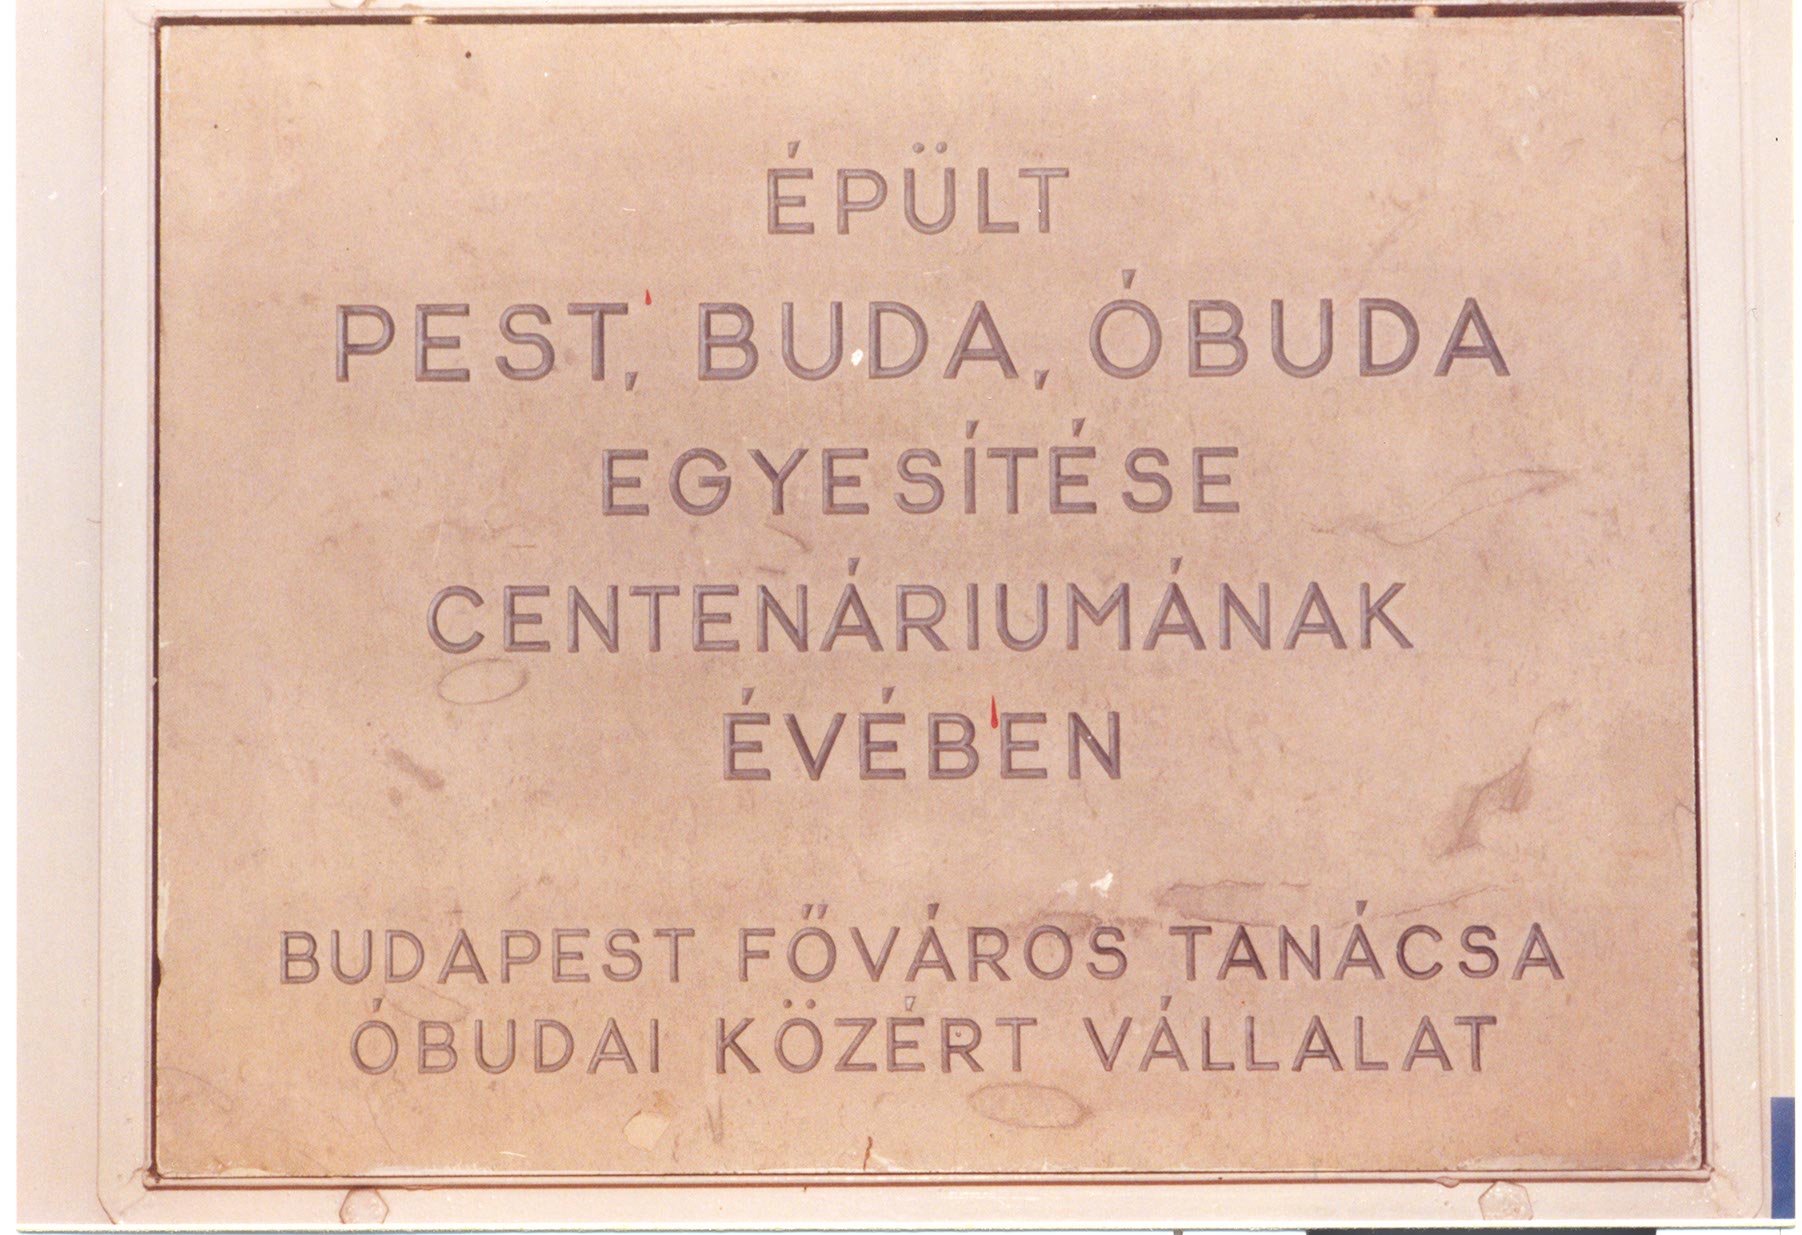 ÉPÜLT
PEST, BUDA, ÓBUDA
EGYESÍTÉSE
CENTENÁRIUMÁNAK
ÉVÉBEN
BUDAPEST FŐVÁROS TANÁCSA
ÓBUDAI KÖZÉRT VÁLLALAT